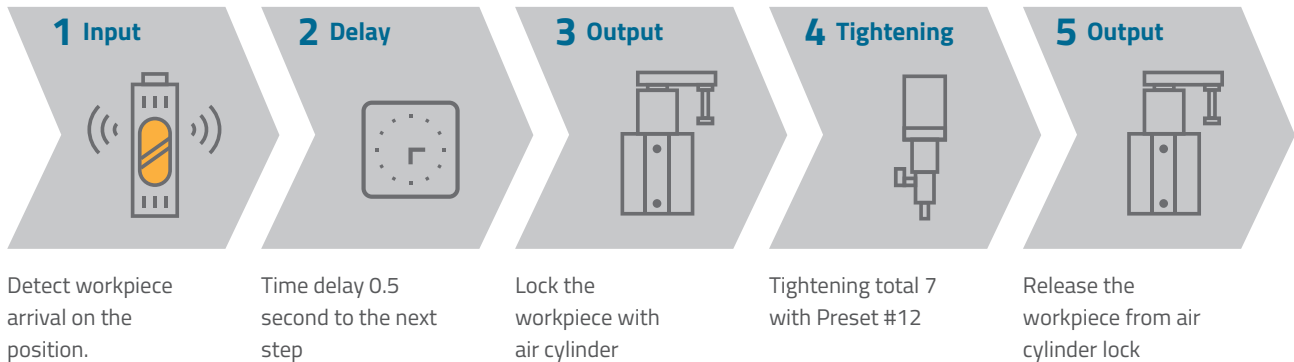 1 Input
2 Delay
3 Output
4 Tightening
5 Output
Detect workpiece
arrival on the
position.
Time delay 0.5
second to the next
step
Lock the
workpiece with
air cylinder
Tightening total 7
with Preset #12
Release the
workpiece from air
cylinder lock